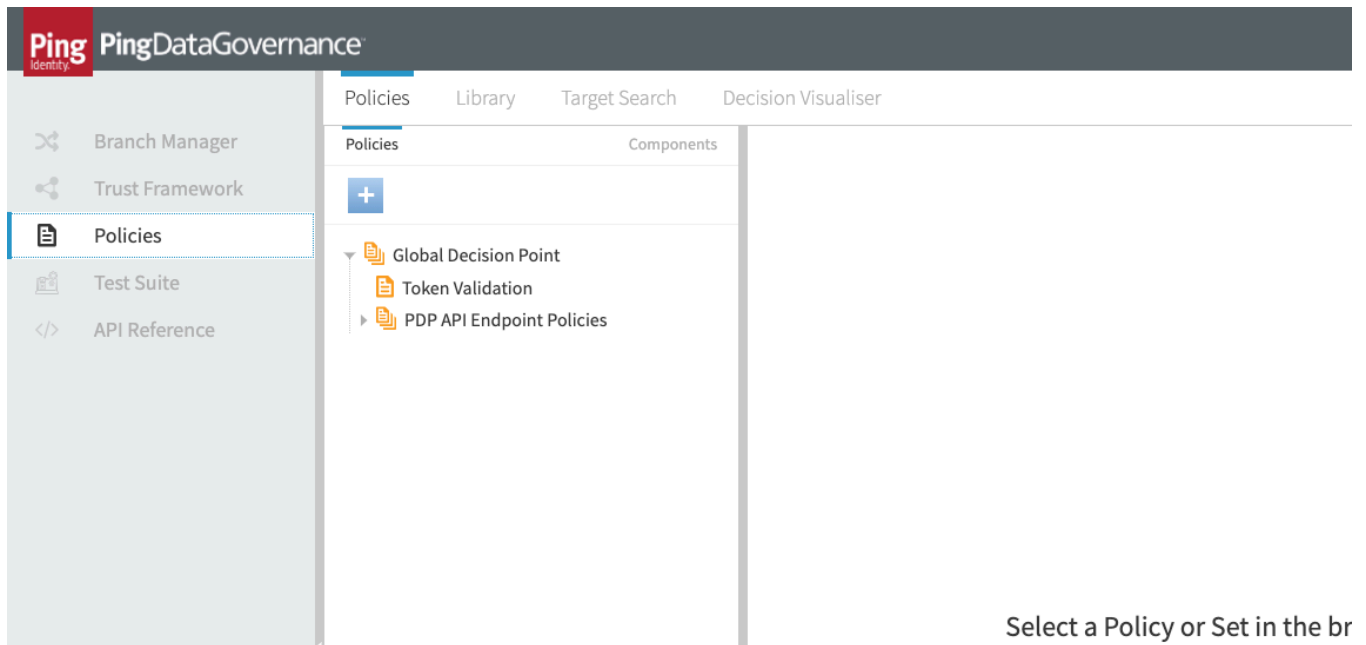 Ping Identity. PingDataGovernance
Policies Library Target Search Decision Visualiser
Branch Manager
Trust Framework
Policies
Test Suite
API Reference
Policies Components
+
Global Decision Point
Token Validation
PDP API Endpoint Policies
Select a Policy or Set in the br